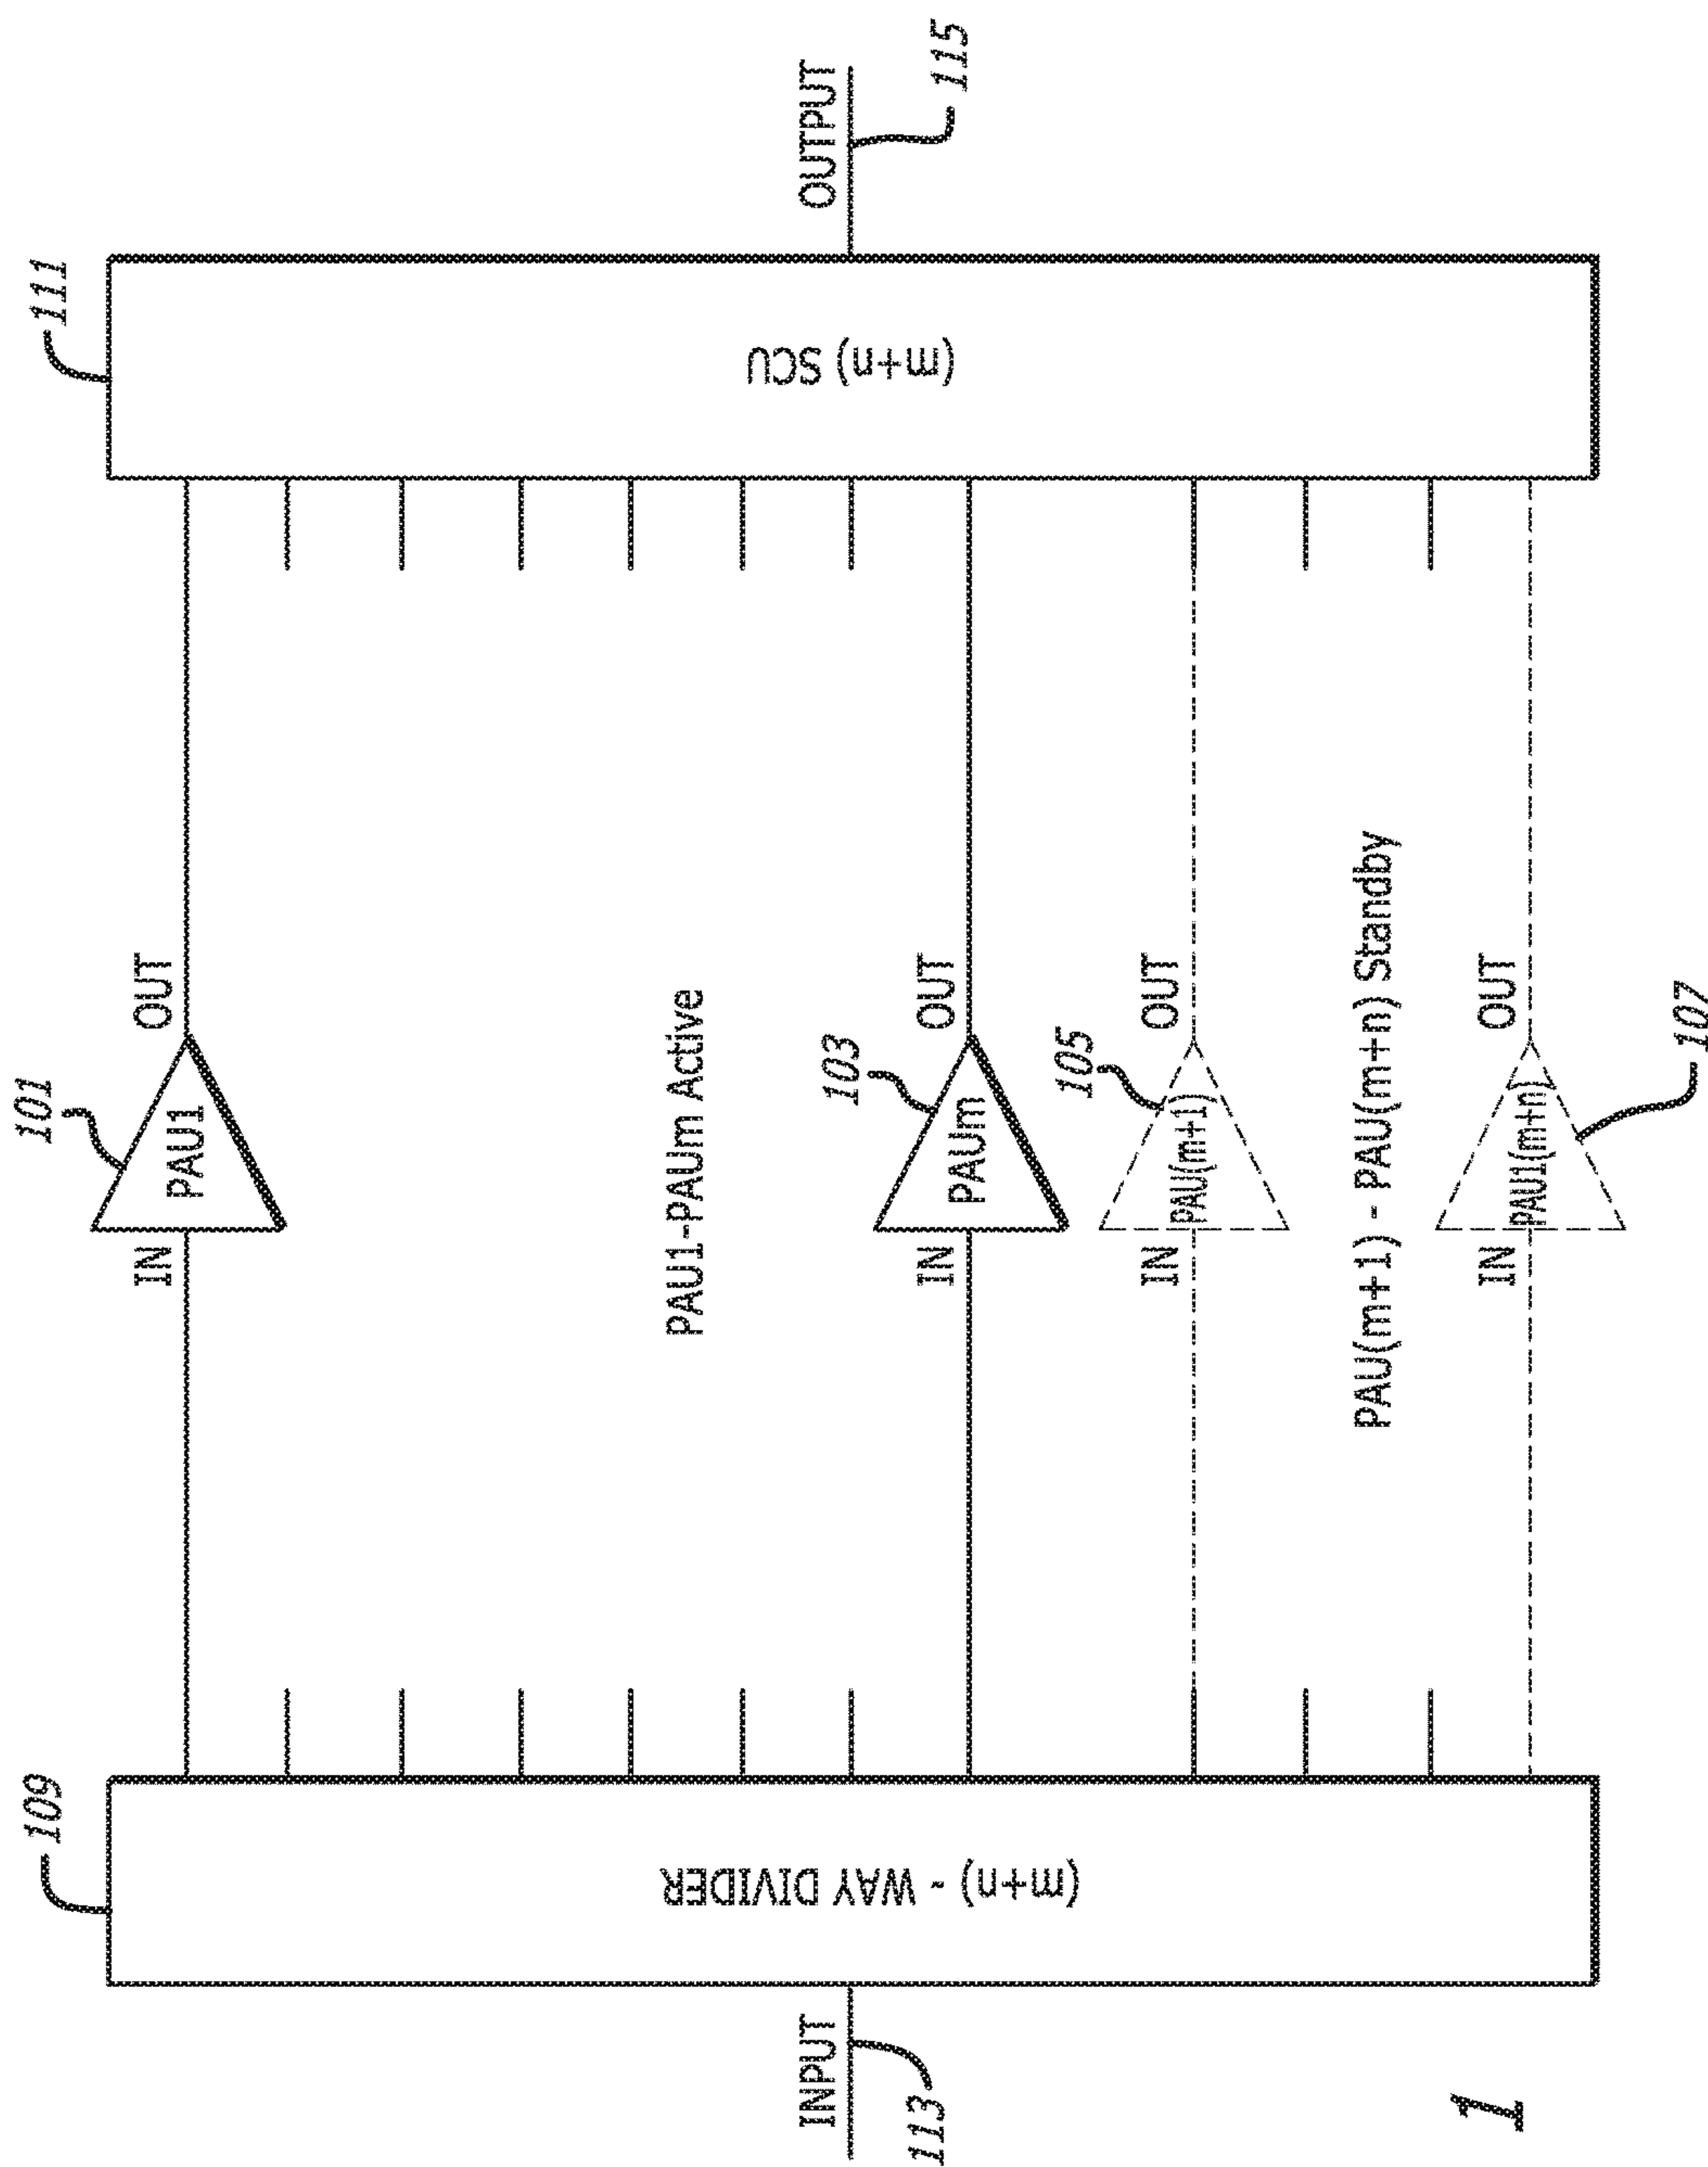 109
111
(m+n) - WAY DIVIDER
(m+n) SCU
INPUT
113
OUTPUT
115
101
IN
PAU1
OUT
PAU1-PAUm Active
103
IN
PAUm
OUT
105
IN
PAU(m+1)
OUT
PAU(m+1) - PAU(m+n) Standby
IN
PAU1(m+n)
OUT
107
1